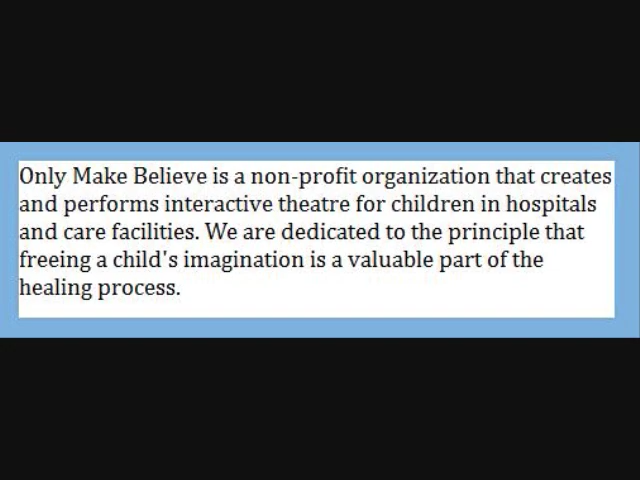 Only Make Believe is a non-profit organization that creates
and performs interactive theatre for children in hospitals
and care facilities. We are dedicated to the principle that
freeing a child's imagination is a valuable part of the
healing process.